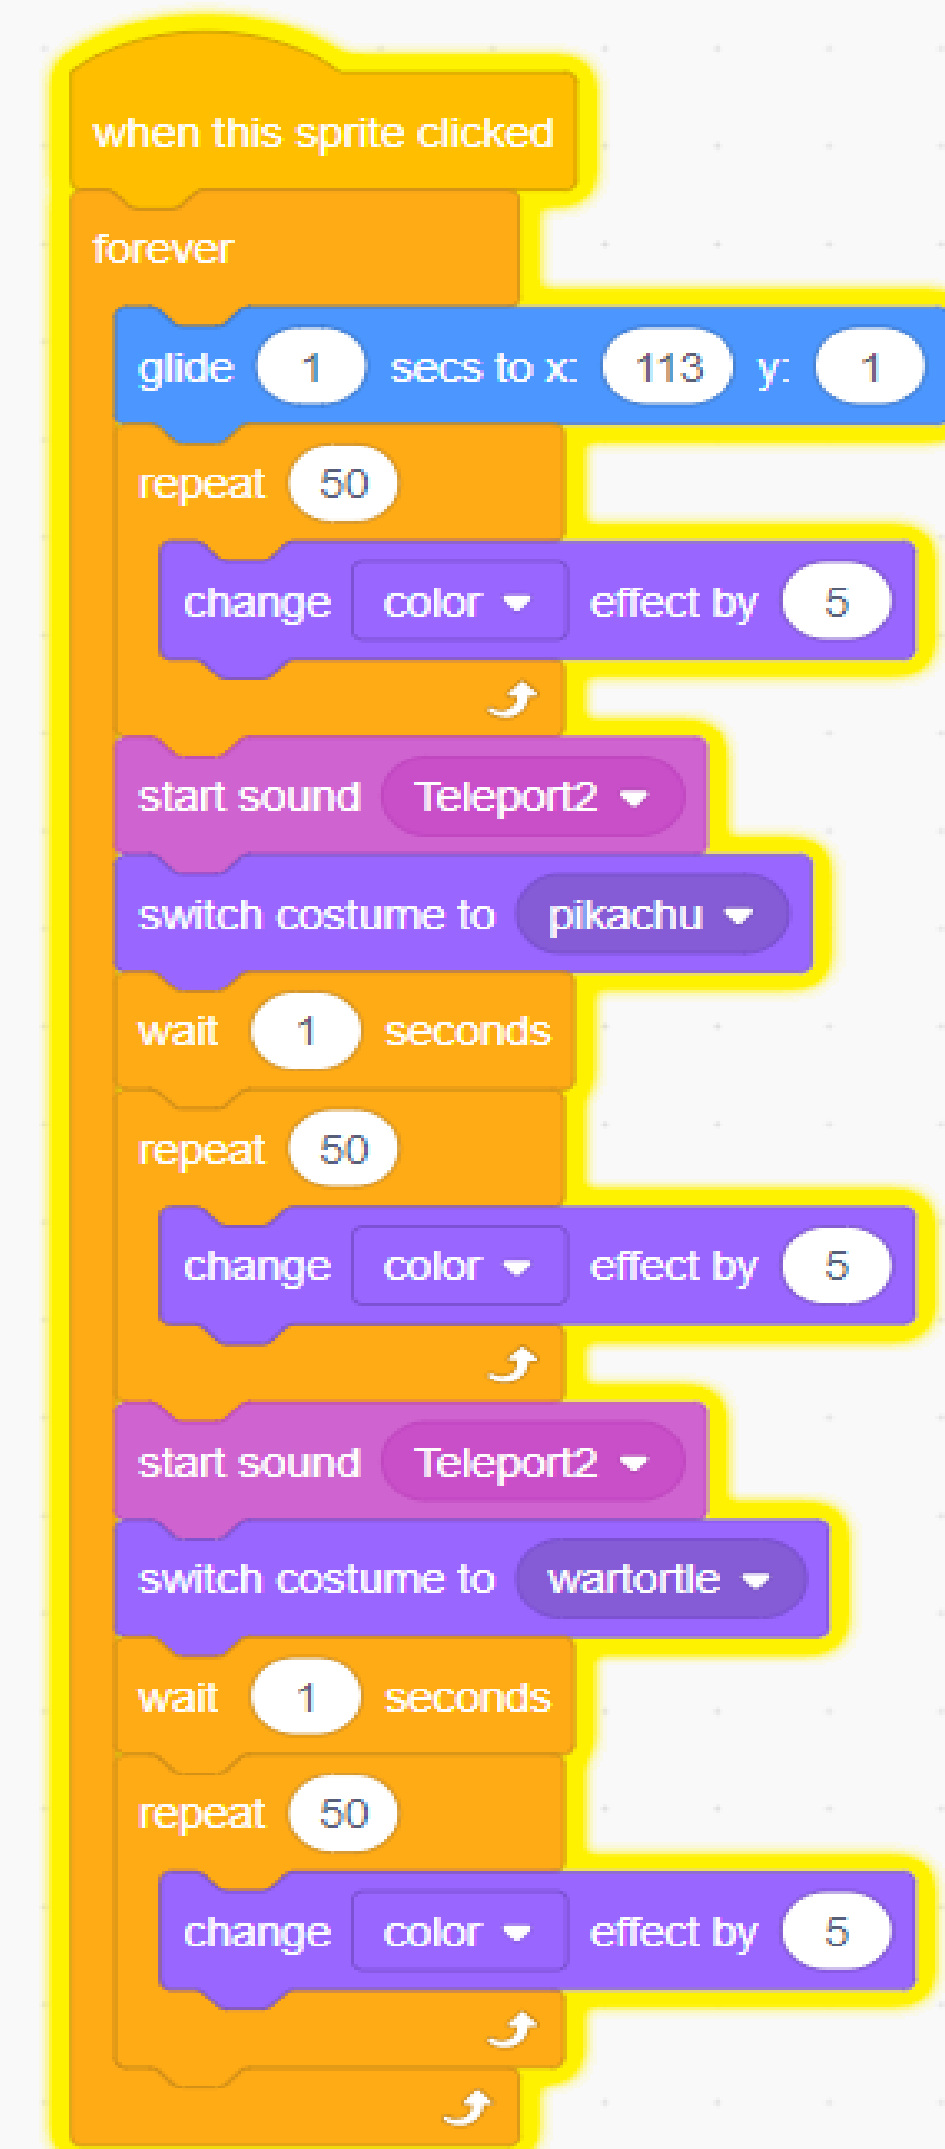 when this sprite clicked
forever
glide 1 secs to x: 113 y: 1
repeat 50
change color effect by 5
start sound Teleport2
switch costume to pikachu
wait 1 seconds
repeat 50
change color effect by 5
start sound Teleport2
switch costume to wartortle
wait 1 seconds
repeat 50
change color effect by 5